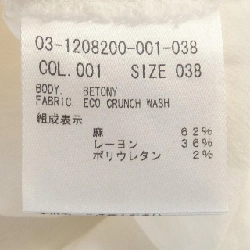 03-1208200-001-038
COL.001 SIZE 038
BODY. BETONY
FABRIC ECO CRUNCH WASH
組成表示
麻 62%
レーヨン 36%
ポリウレタン 2%